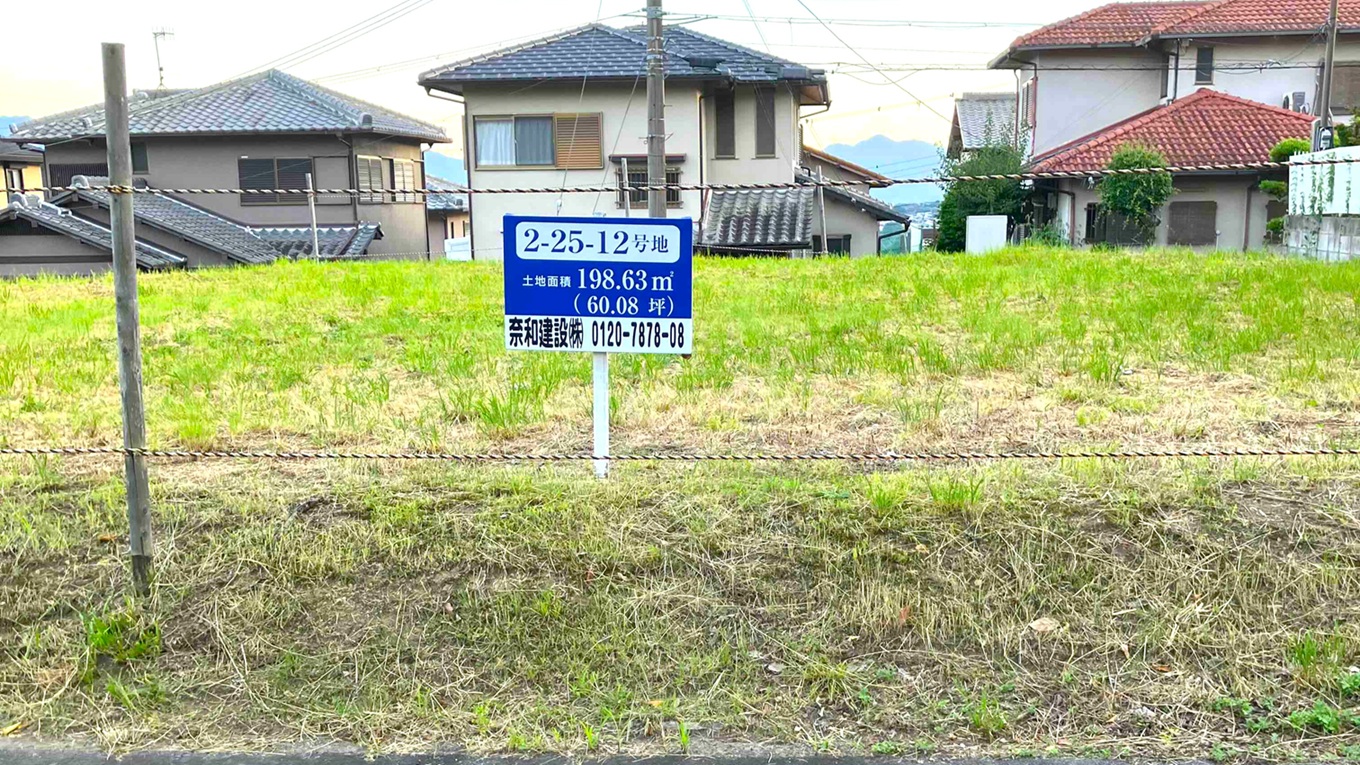 2-25-12号地
土地面積 198.63㎡
(60.08 坪)
奈和建設㈱ 0120-7878-08